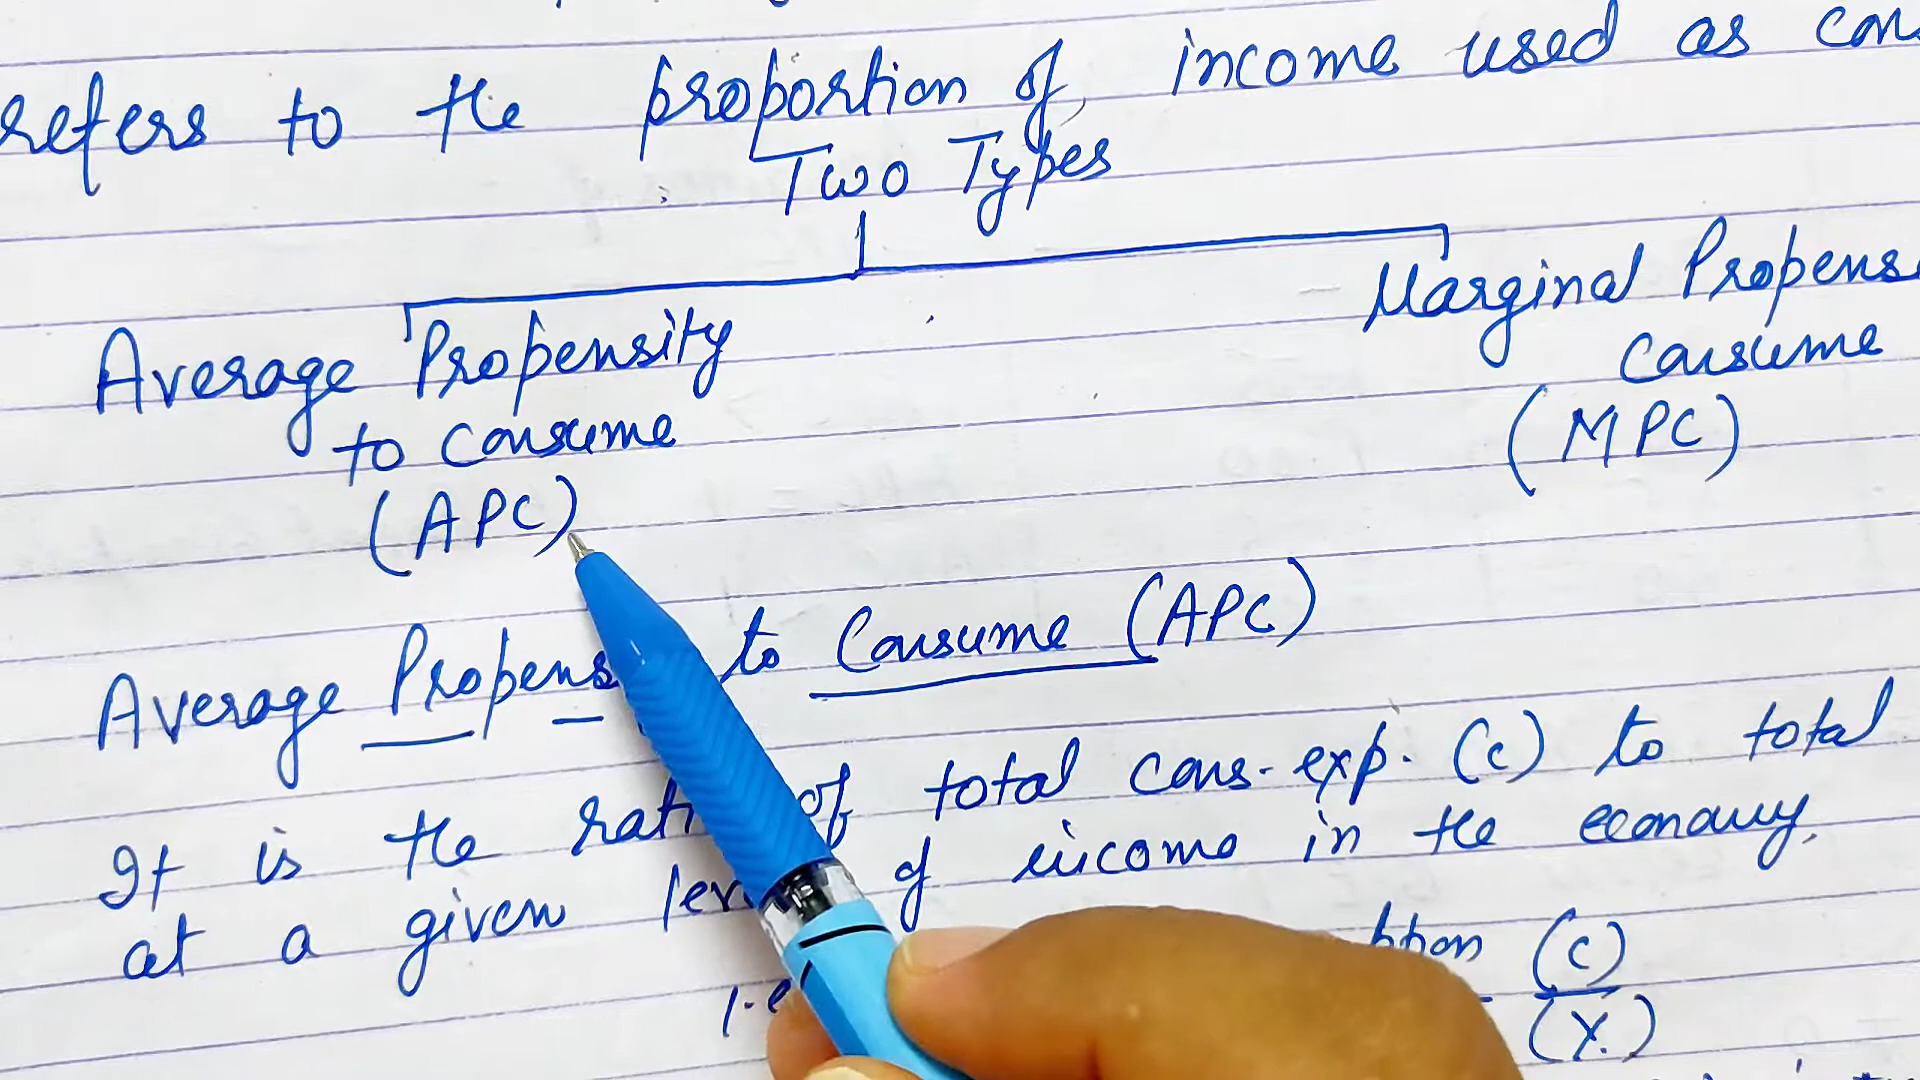 refers to the proportion of income used as con
Two Types
Average Propensity
to Consume
(APC)
Marginal Propens
Consume
(MPC)
Average Propens to Consume (APC)
It is the rati of total cons. exp. (C) to total
at a given lev of income in the economy.
(C)
(Y.)